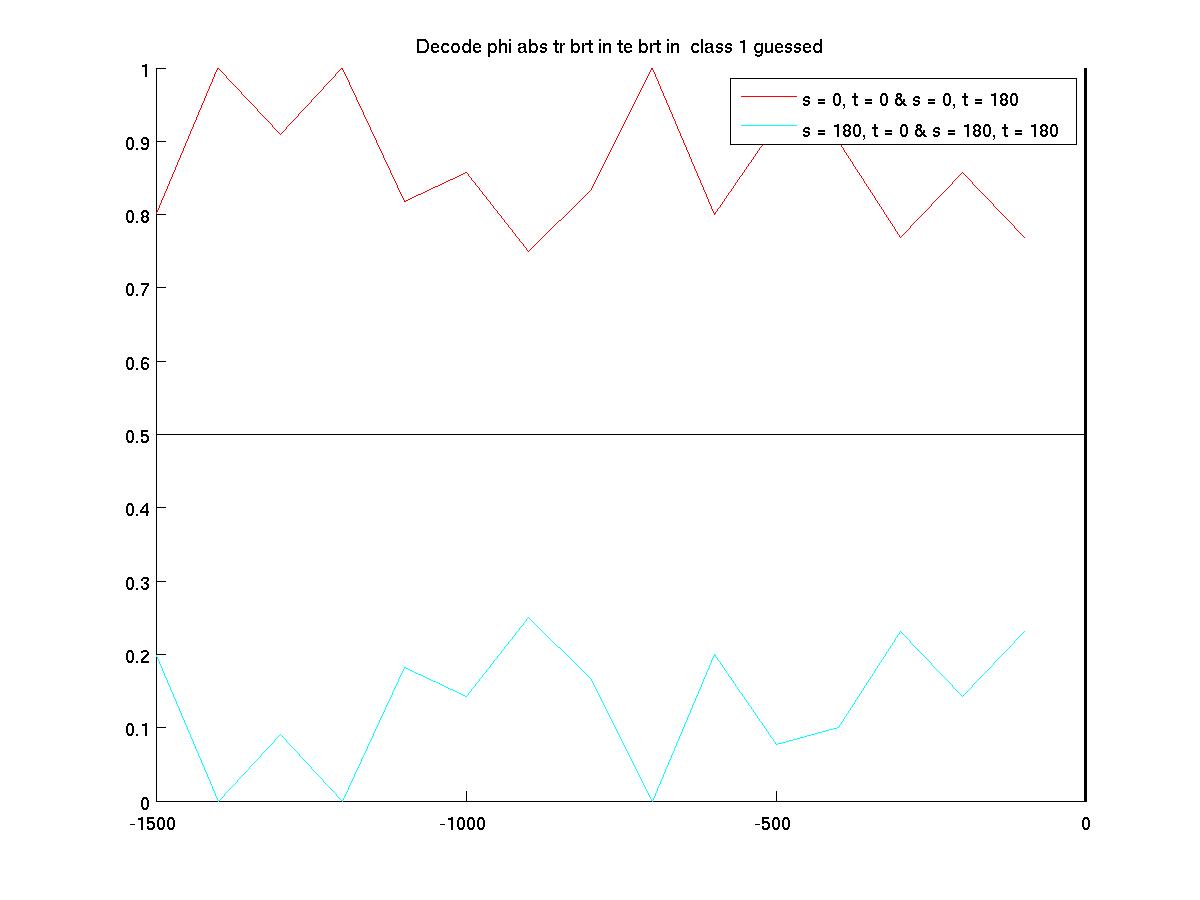 Decode phi abs tr brt in te brt in  class 1 guessed
s = 0, t = 0 & s = 0, t = 180
s = 180, t = 0 & s = 180, t = 180
1
0.9
0.8
0.7
0.6
0.5
0.4
0.3
0.2
0.1
0
-1500 -1000 -500 0